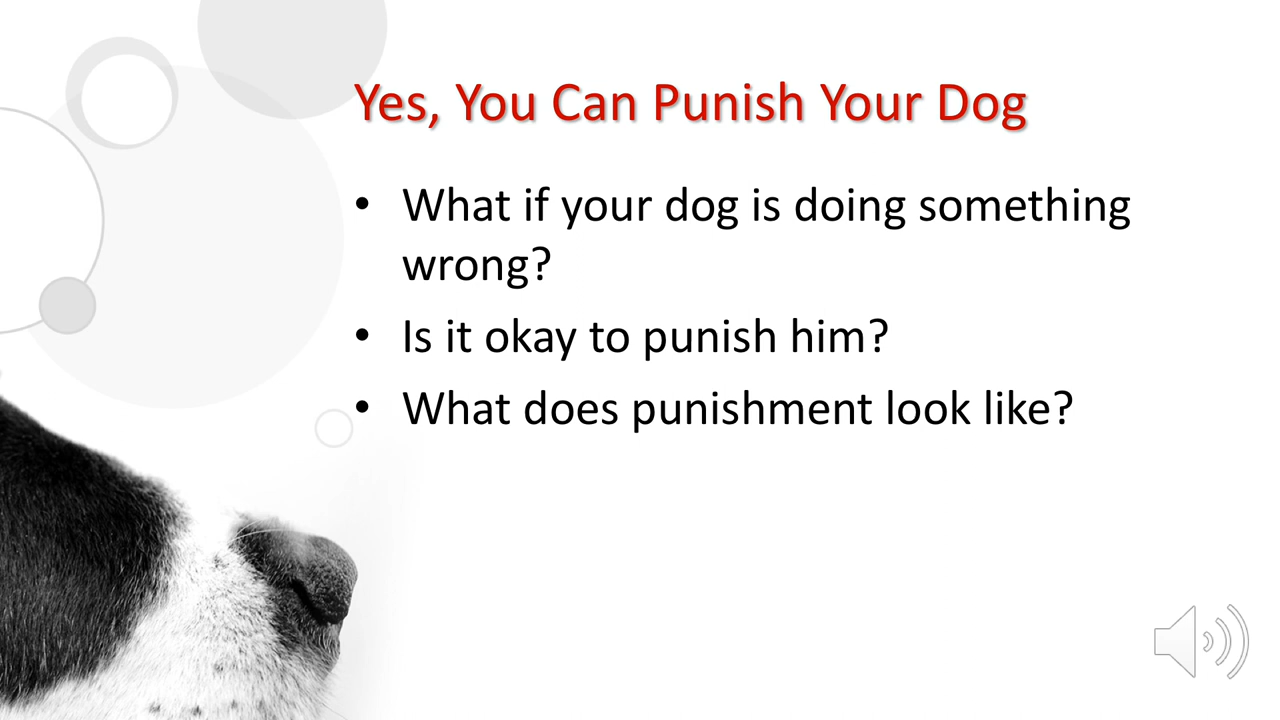 Yes, You Can Punish Your Dog
• What if your dog is doing something
wrong?
• Is it okay to punish him?
• What does punishment look like?